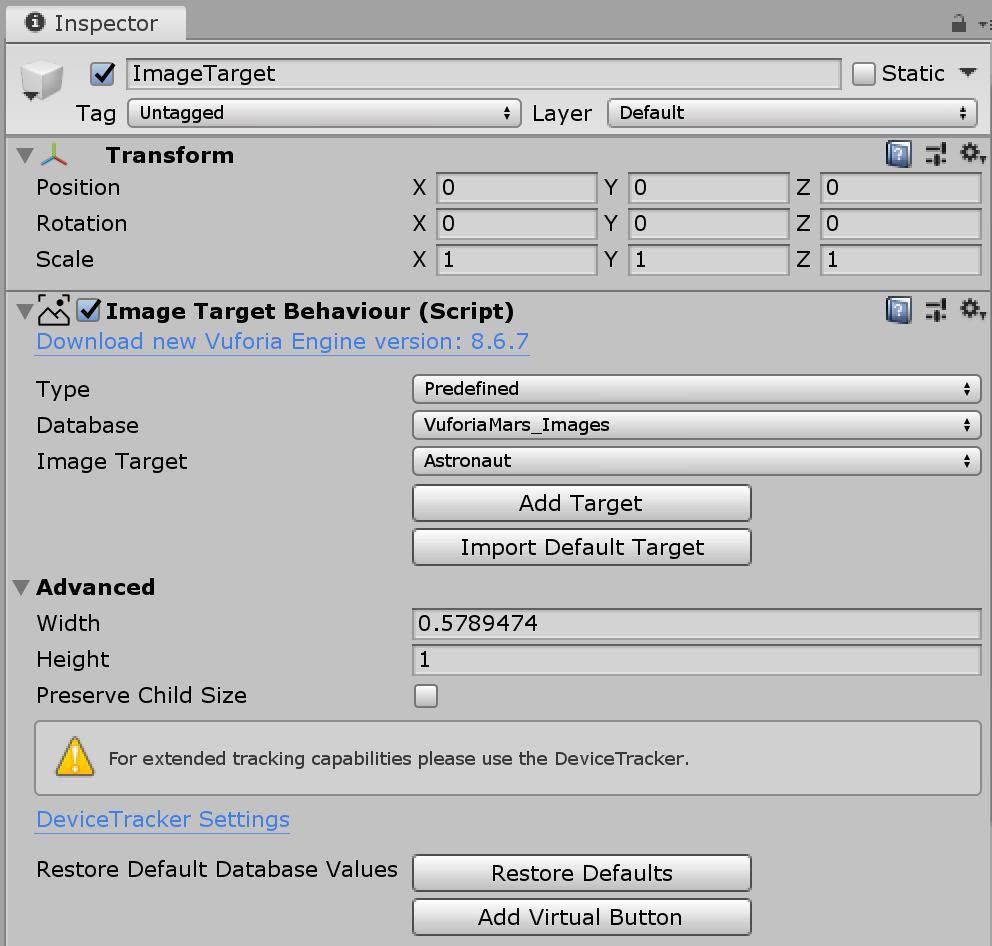 Inspector
ImageTarget Static
Tag Untagged Layer Default
Transform
Position X 0 Y 0 Z 0
Rotation X 0 Y 0 Z 0
Scale X 1 Y 1 Z 1
Image Target Behaviour (Script)
Download new Vuforia Engine version: 8.6.7
Type Predefined
Database VuforiaMars_Images
Image Target Astronaut
Add Target
Import Default Target
Advanced
Width 0.5789474
Height 1
Preserve Child Size
For extended tracking capabilities please use the DeviceTracker.
DeviceTracker Settings
Restore Default Database Values Restore Defaults
Add Virtual Button